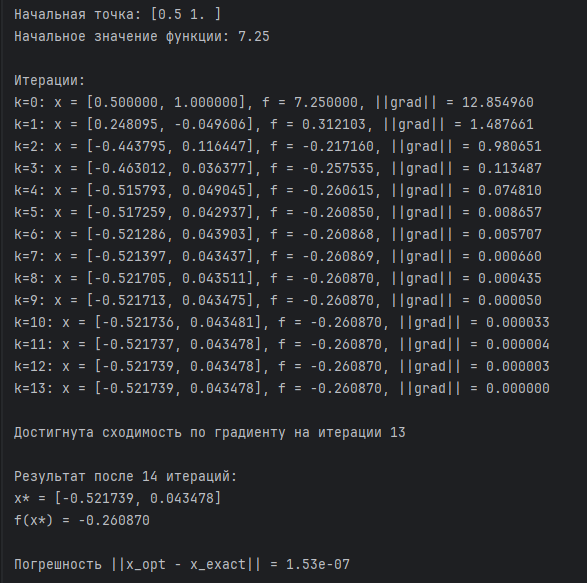 Начальная точка: [0.5 1. ]
Начальное значение функции: 7.25
Итерации:
k=0: x = [0.500000, 1.000000], f = 7.250000, ||grad|| = 12.854960
k=1: x = [0.248095, -0.049606], f = 0.312103, ||grad|| = 1.487661
k=2: x = [-0.443795, 0.116447], f = -0.217160, ||grad|| = 0.980651
k=3: x = [-0.463012, 0.036377], f = -0.257535, ||grad|| = 0.113487
k=4: x = [-0.515793, 0.049045], f = -0.260615, ||grad|| = 0.074810
k=5: x = [-0.517259, 0.042937], f = -0.260850, ||grad|| = 0.008657
k=6: x = [-0.521286, 0.043903], f = -0.260868, ||grad|| = 0.005707
k=7: x = [-0.521397, 0.043437], f = -0.260869, ||grad|| = 0.000660
k=8: x = [-0.521705, 0.043511], f = -0.260870, ||grad|| = 0.000435
k=9: x = [-0.521713, 0.043475], f = -0.260870, ||grad|| = 0.000050
k=10: x = [-0.521736, 0.043481], f = -0.260870, ||grad|| = 0.000033
k=11: x = [-0.521737, 0.043478], f = -0.260870, ||grad|| = 0.000004
k=12: x = [-0.521739, 0.043478], f = -0.260870, ||grad|| = 0.000003
k=13: x = [-0.521739, 0.043478], f = -0.260870, ||grad|| = 0.000000
Достигнута сходимость по градиенту на итерации 13
Результат после 14 итераций:
x* = [-0.521739, 0.043478]
f(x*) = -0.260870
Погрешность ||x_opt - x_exact|| = 1.53e-07